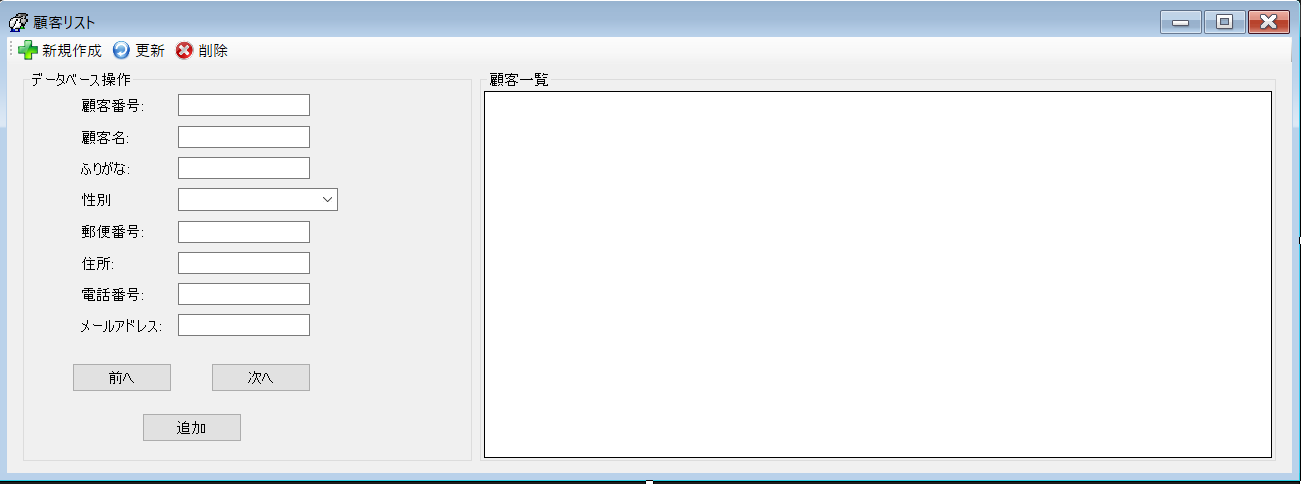 顧客リスト
新規作成 更新 削除
データベース操作
顧客番号:
顧客名:
ふりがな:
性別
郵便番号:
住所:
電話番号:
メールアドレス:
前へ 次へ
追加
顧客一覧